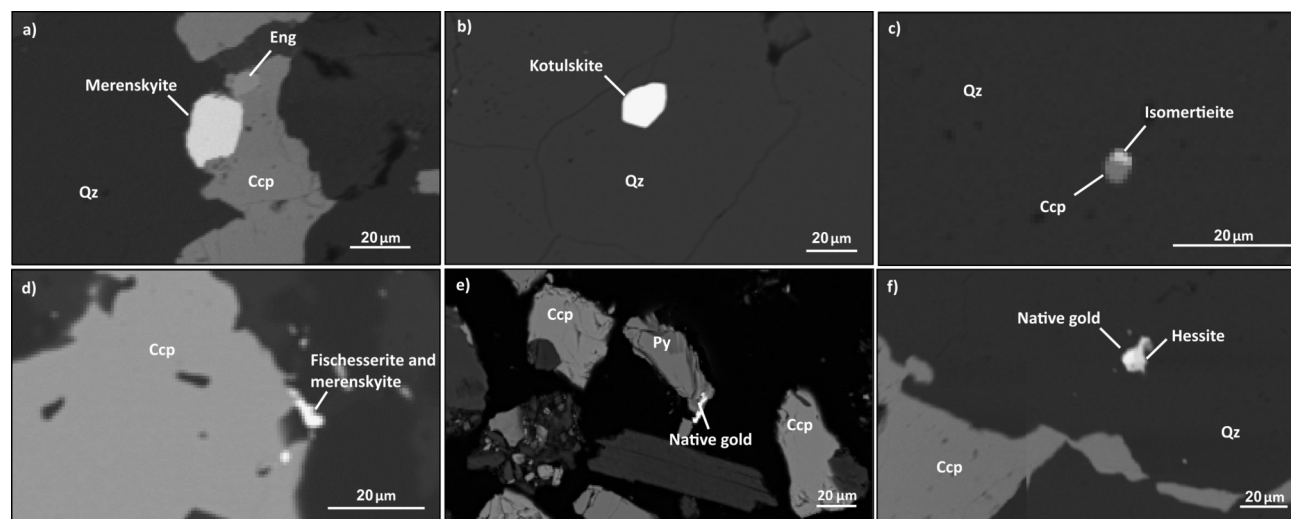 a)
Eng
Merenskyite
Qz
Ccp
20 μm
b)
Kotulskite
Qz
20 μm
c)
Qz
Isomertieite
Ccp
20 μm
d)
Ccp
Fischesserite and
merenskyite
20 μm
e)
Ccp
Py
Native gold
Ccp
20 μm
f)
Native gold
Hessite
Qz
Ccp
20 μm